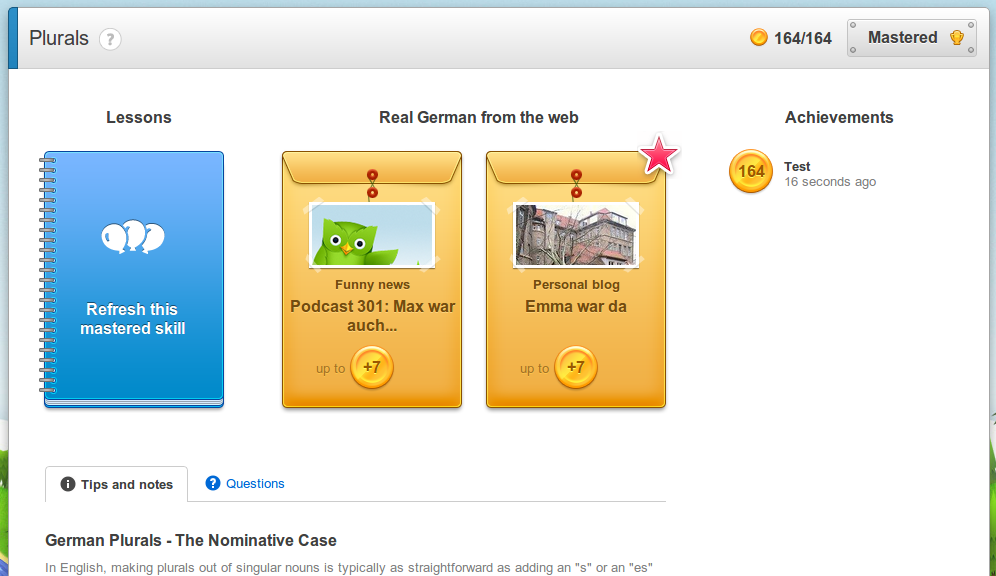 Plurals ?
164/164 Mastered
Lessons
Real German from the web
Achievements
Refresh this
mastered skill
Funny news
Podcast 301: Max war
auch...
up to +7
Personal blog
Emma war da
up to +7
164 Test
16 seconds ago
Tips and notes
? Questions
German Plurals - The Nominative Case
In English, making plurals out of singular nouns is typically as straightforward as adding an "s" or an "es"